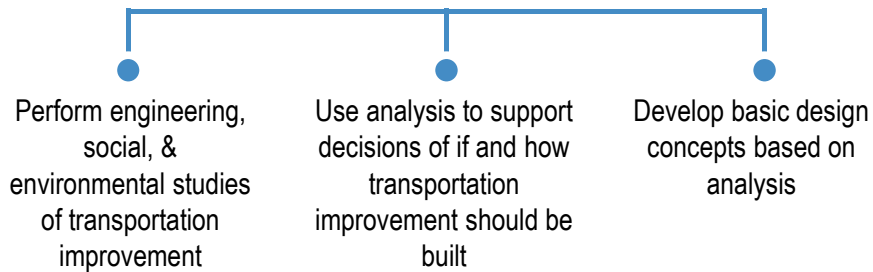 Perform engineering,
social, &
environmental studies
of transportation
improvement
Use analysis to support
decisions of if and how
transportation
improvement should be
built
Develop basic design
concepts based on
analysis